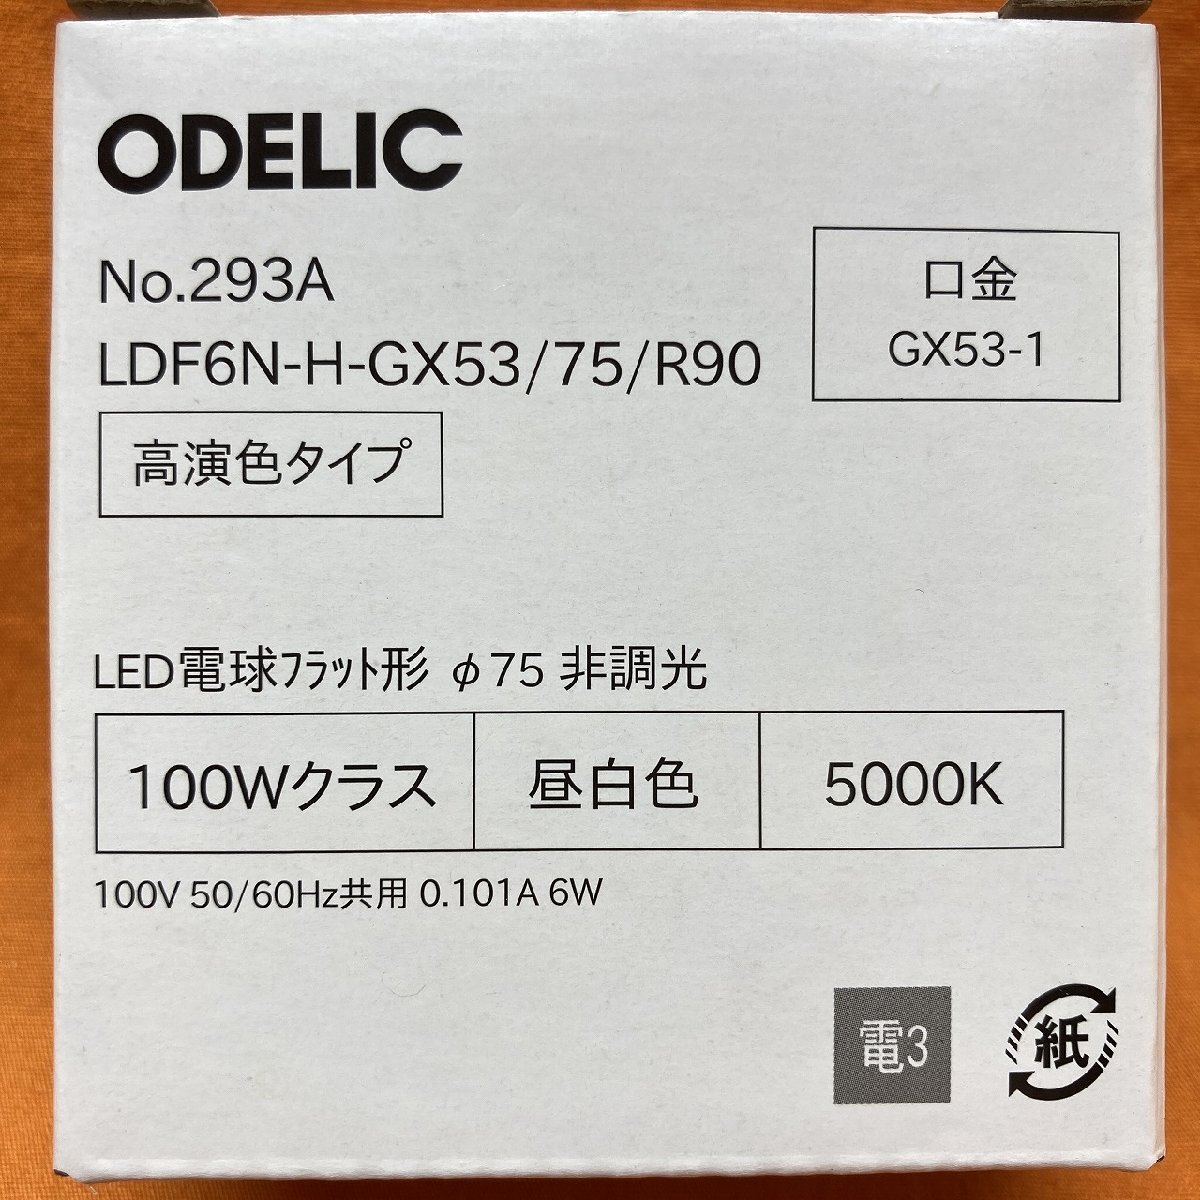 ODELIC
No.293A
LDF6N-H-GX53/75/R90
口金
GX53-1
高演色タイプ
LED電球フラット形 φ75 非調光
100Wクラス 昼白色 5000K
100V 50/60Hz共用 0.101A 6W
電3
紙